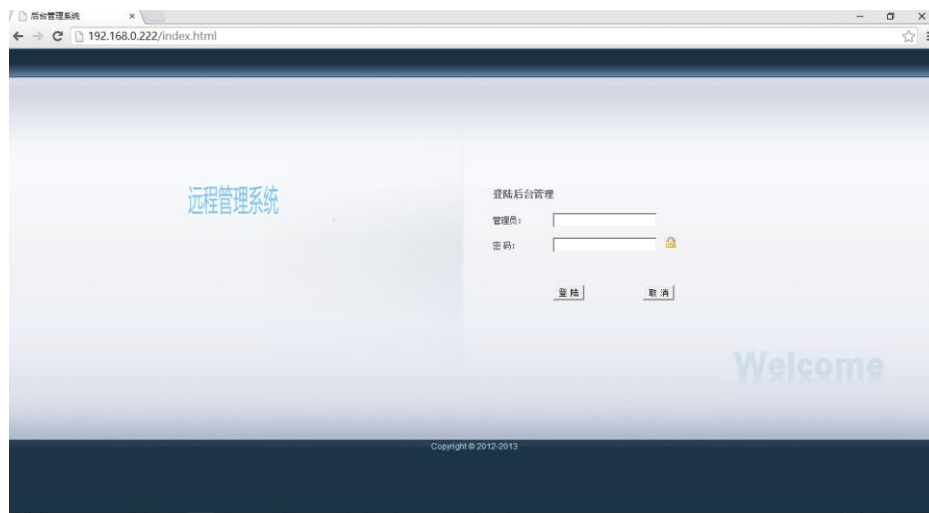 后台管理系统
192.168.0.222/index.html
远程管理系统
登陆后台管理
管理员:
密码:
登陆
取消
Welcome
Copyright © 2012-2013